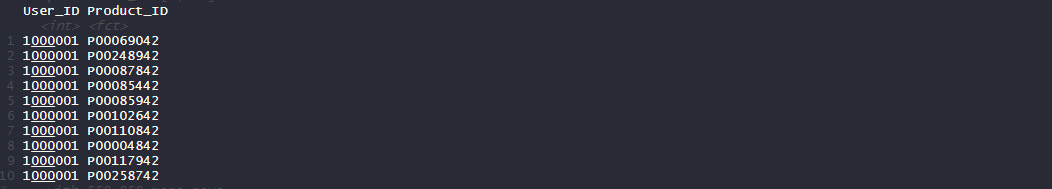 User_ID Product_ID
<int> <fct>
1 1000001 P00069042
2 1000001 P00248942
3 1000001 P00087842
4 1000001 P00085442
5 1000001 P00085942
6 1000001 P00102642
7 1000001 P00110842
8 1000001 P00004842
9 1000001 P00117942
10 1000001 P00258742